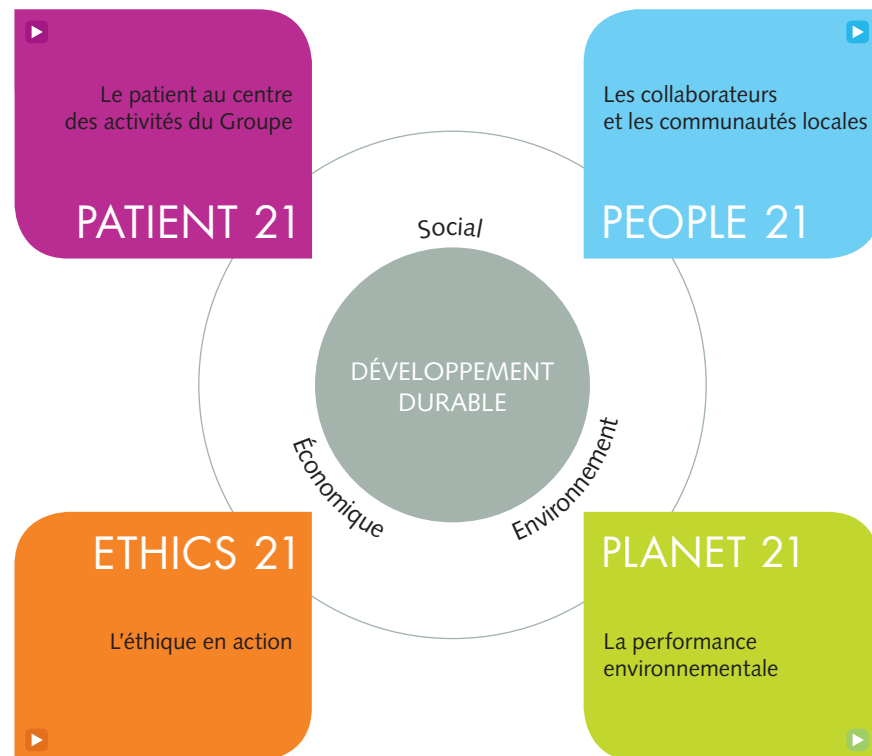 Le patient au centre
des activités du Groupe
PATIENT 21
Les collaborateurs
et les communautés locales
PEOPLE 21
Social
DÉVELOPPEMENT
DURABLE
Économique
Environnement
ETHICS 21
L'éthique en action
PLANET 21
La performance
environnementale